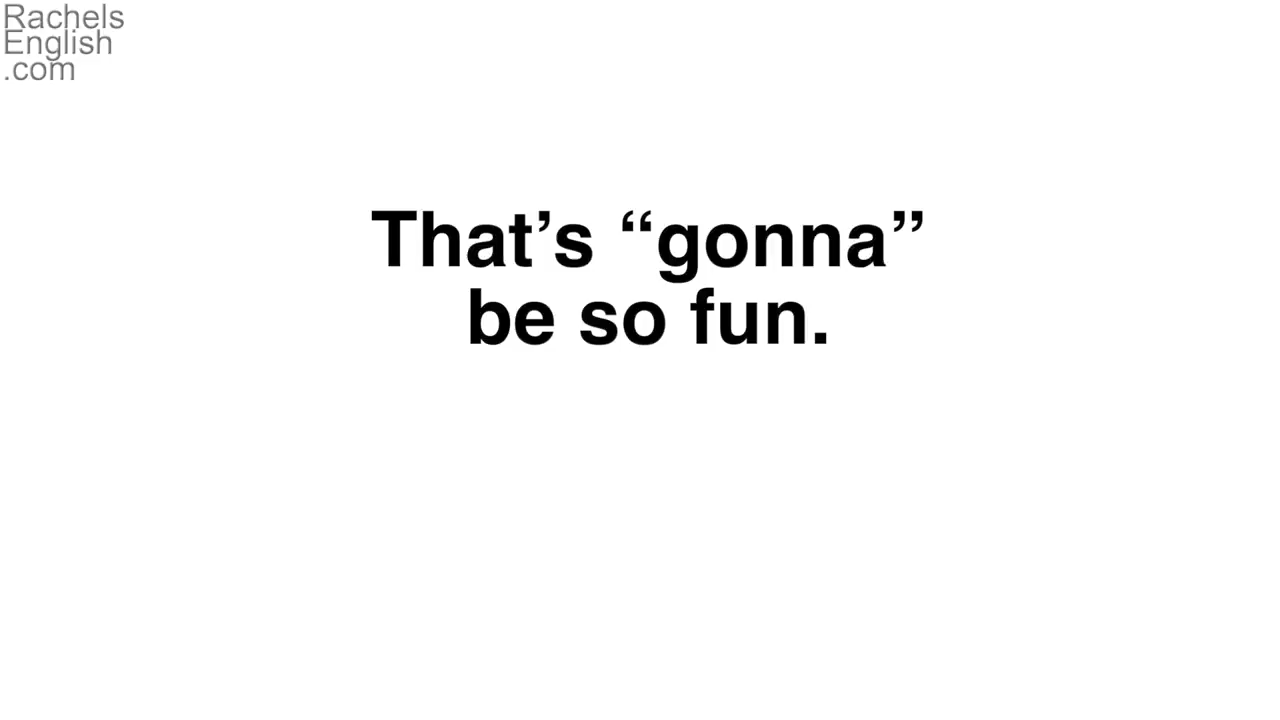 Rachels
English
.com
That’s “gonna”
be so fun.